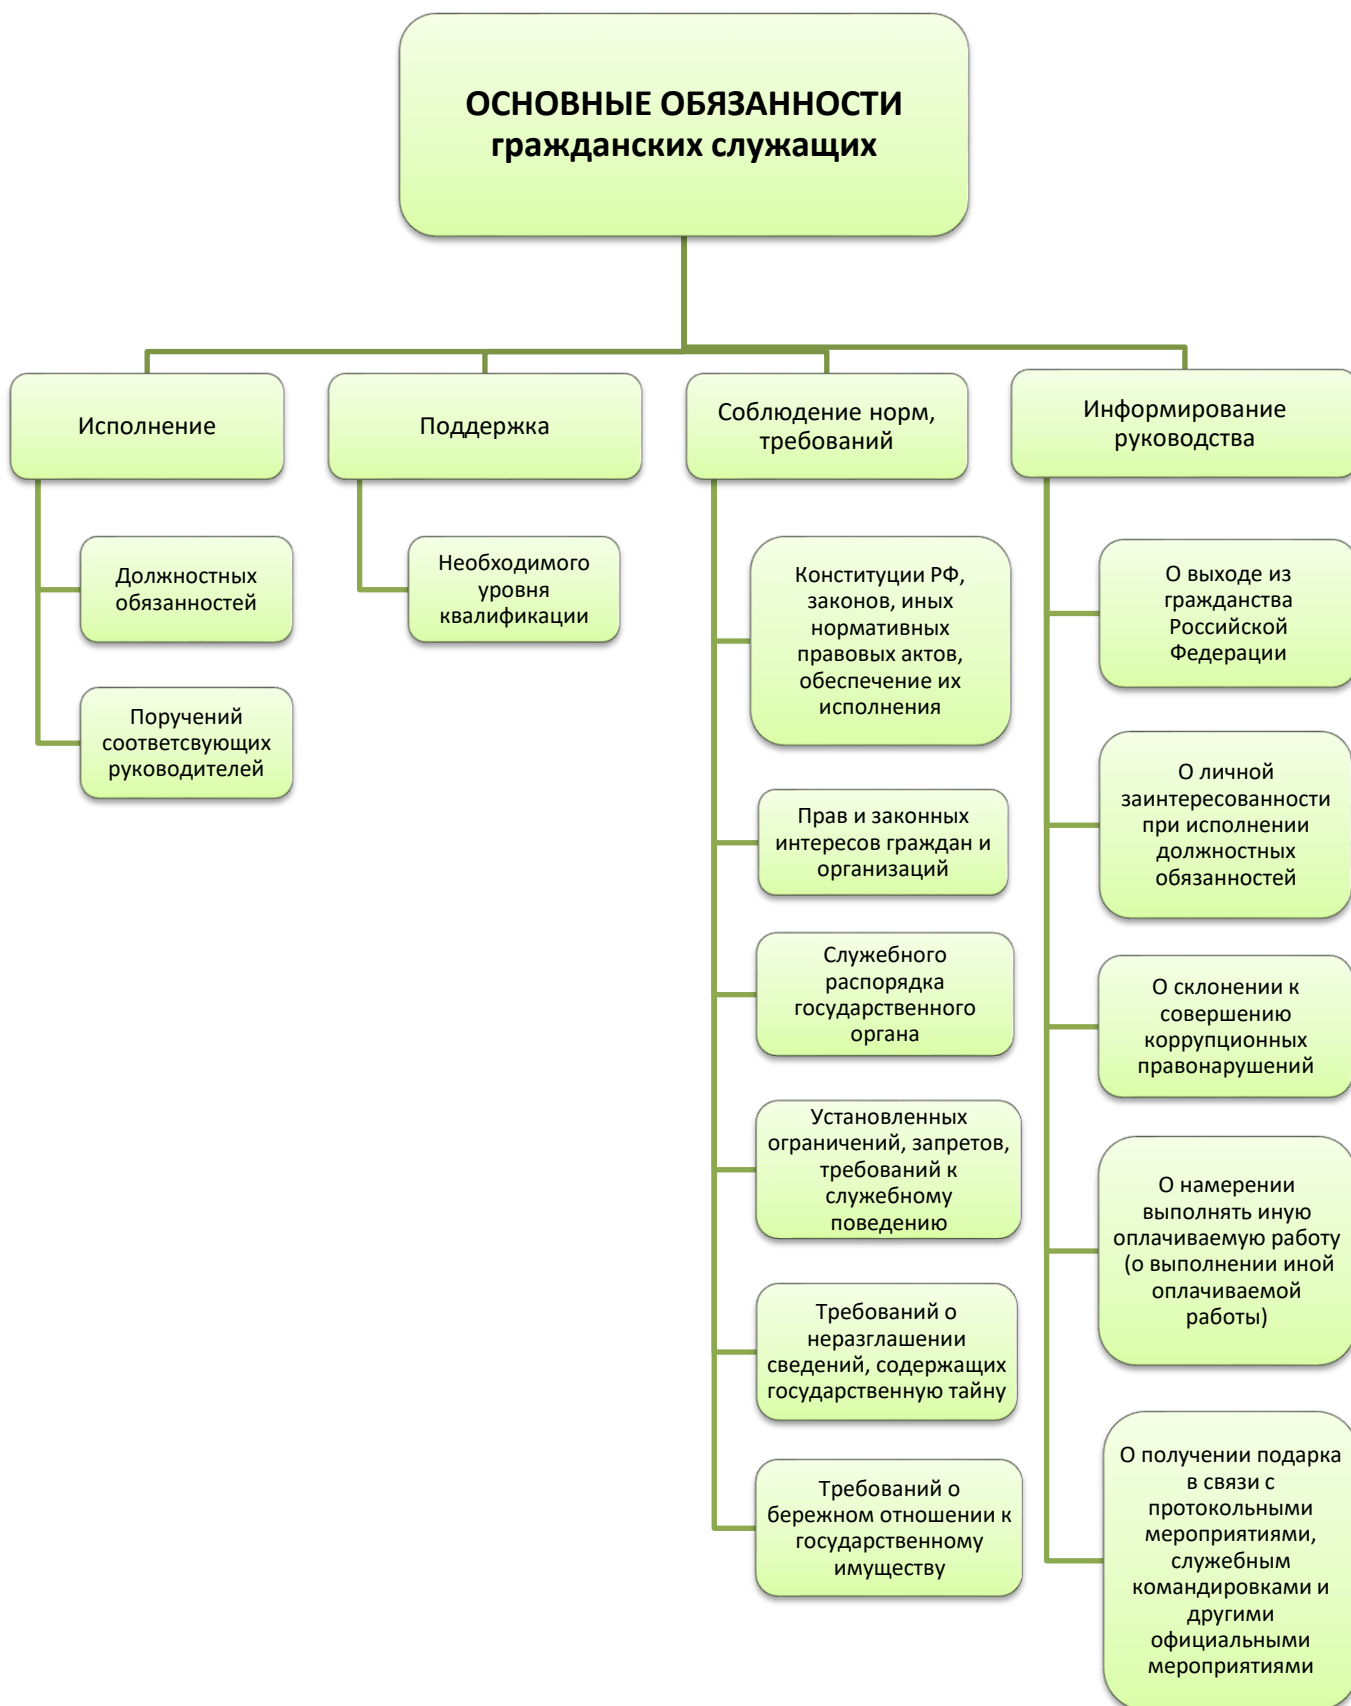 ОСНОВНЫЕ ОБЯЗАННОСТИ
гражданских служащих
Исполнение
Должностных
обязанностей
Поручений
соответсвующих
руководителей
Поддержка
Необходимого
уровня
квалификации
Соблюдение норм,
требований
Конституции РФ,
законов, иных
нормативных
правовых актов,
обеспечение их
исполнения
Прав и законных
интересов граждан и
организаций
Служебного
распорядка
государственного
органа
Установленных
ограничений, запретов,
требований к
служебному
поведению
Требований о
неразглашении
сведений, содержащих
государственную тайну
Требований о
бережном отношении к
государственному
имуществу
Информирование
руководства
О выходе из
гражданства
Российской
Федерации
О личной
заинтересованности
при исполнении
должностных
обязанностей
О склонении к
совершению
коррупционных
правонарушений
О намерении
выполнять иную
оплачиваемую работу
(о выполнении иной
оплачиваемой
работы)
О получении подарка
в связи с
протокольными
мероприятиями,
служебным
командировками и
другими
официальными
мероприятиями